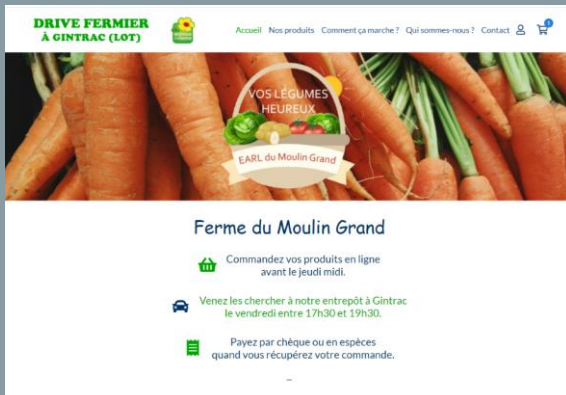 DRIVE FERMIER
À GINTRAC (LOT)
Accueil Nos produits Comment ça marche ? Qui sommes-nous ? Contact
VOS LÉGUMES
HEUREUX
EARL du Moulin Grand
Ferme du Moulin Grand
Commandez vos produits en ligne
avant le jeudi midi.
Venez les chercher à notre entrepôt à Gintrac
le vendredi entre 17h30 et 19h30.
Payez par chèque ou en espèces
quand vous récupérez votre commande.
–